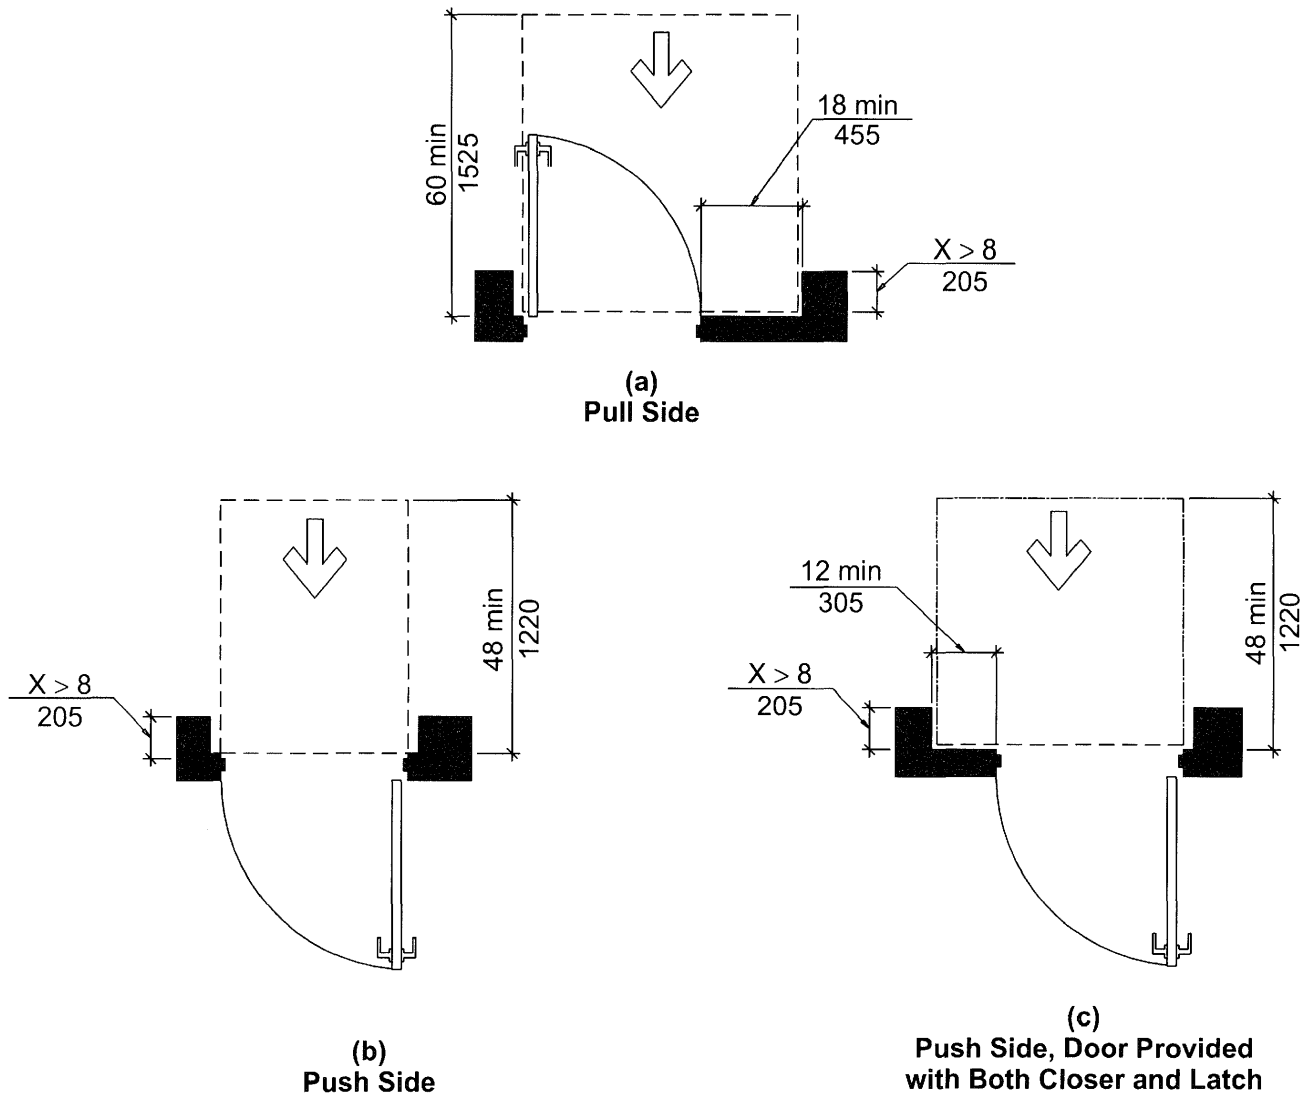 60 min
1525
18 min
455
X > 8
205
(a)
Pull Side
X > 8
205
48 min
1220
(b)
Push Side
12 min
305
X > 8
205
48 min
1220
(c)
Push Side, Door Provided
with Both Closer and Latch